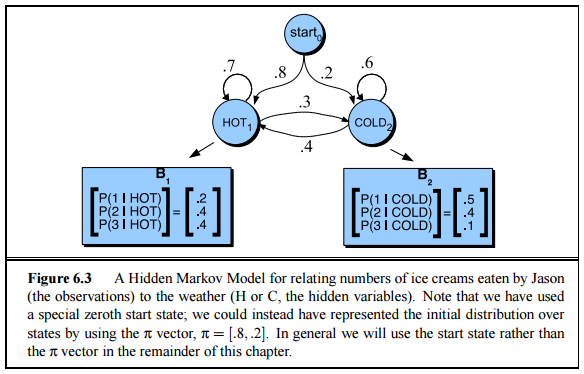 start0
.7
.8
.2
.6
HOT1
.3
COLD2
.4
B1
P(1 | HOT)
P(2 | HOT)
P(3 | HOT)
=
.2
.4
.4
B2
P(1 | COLD)
P(2 | COLD)
P(3 | COLD)
=
.5
.4
.1
Figure 6.3 A Hidden Markov Model for relating numbers of ice creams eaten by Jason
(the observations) to the weather (H or C, the hidden variables). Note that we have used
a special zeroth start state; we could instead have represented the initial distribution over
states by using the π vector, π = [.8,.2]. In general we will use the start state rather than
the π vector in the remainder of this chapter.